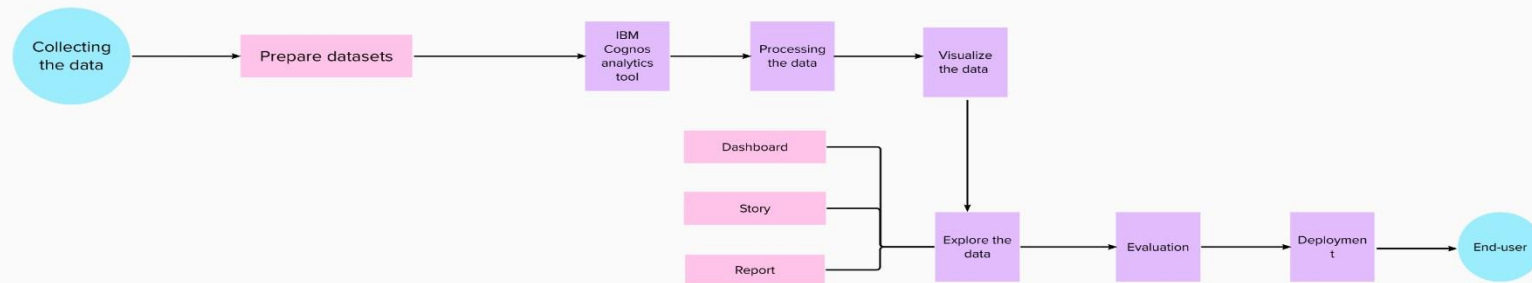 Collecting
the data
Prepare datasets
IBM
Cognos
analytics
tool
Processing
the data
Visualize
the data
Dashboard
Story
Report
Explore the
data
Evaluation
Deploymen
t
End-user